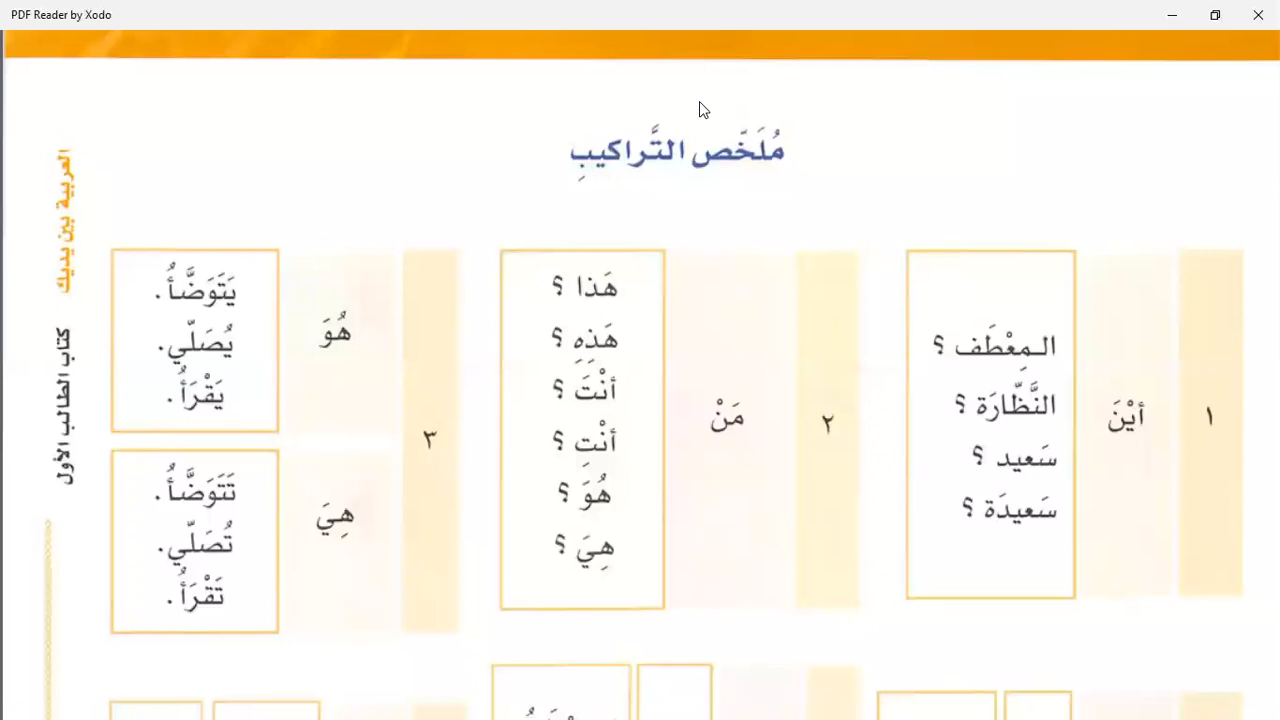 PDF Reader by Xodo
مُلَخَّص التَّراكيبِ
١
أيْنَ
الـمِعْطَف ؟
النَّظّارَة ؟
سَعيد ؟
سَعيدَة ؟
٢
مَنْ
هَذا ؟
هَذِهِ ؟
أنْتَ ؟
أنْتِ ؟
هُوَ ؟
هِيَ ؟
٣
هُوَ
يَتَوَضَّأُ.
يُصَلّي.
يَقْرَأُ.
هِيَ
تَتَوَضَّأُ.
تُصَلّي.
تَقْرَأُ.
العربية بين يديك
كتاب الطالب الأول